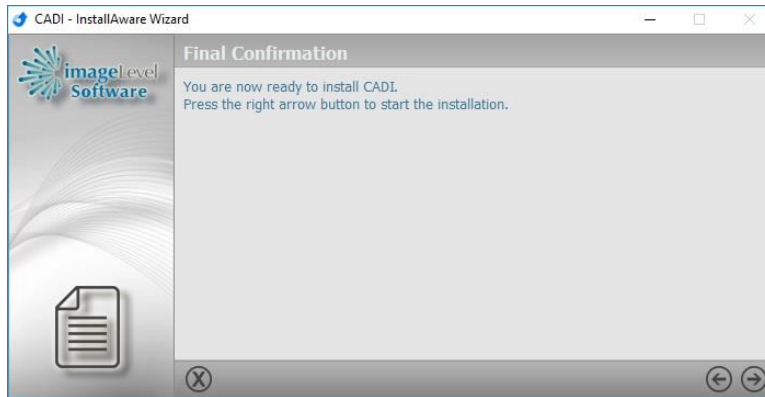 CADI - InstallAware Wizard
imageLevel
Software
Final Confirmation
You are now ready to install CADI.
Press the right arrow button to start the installation.